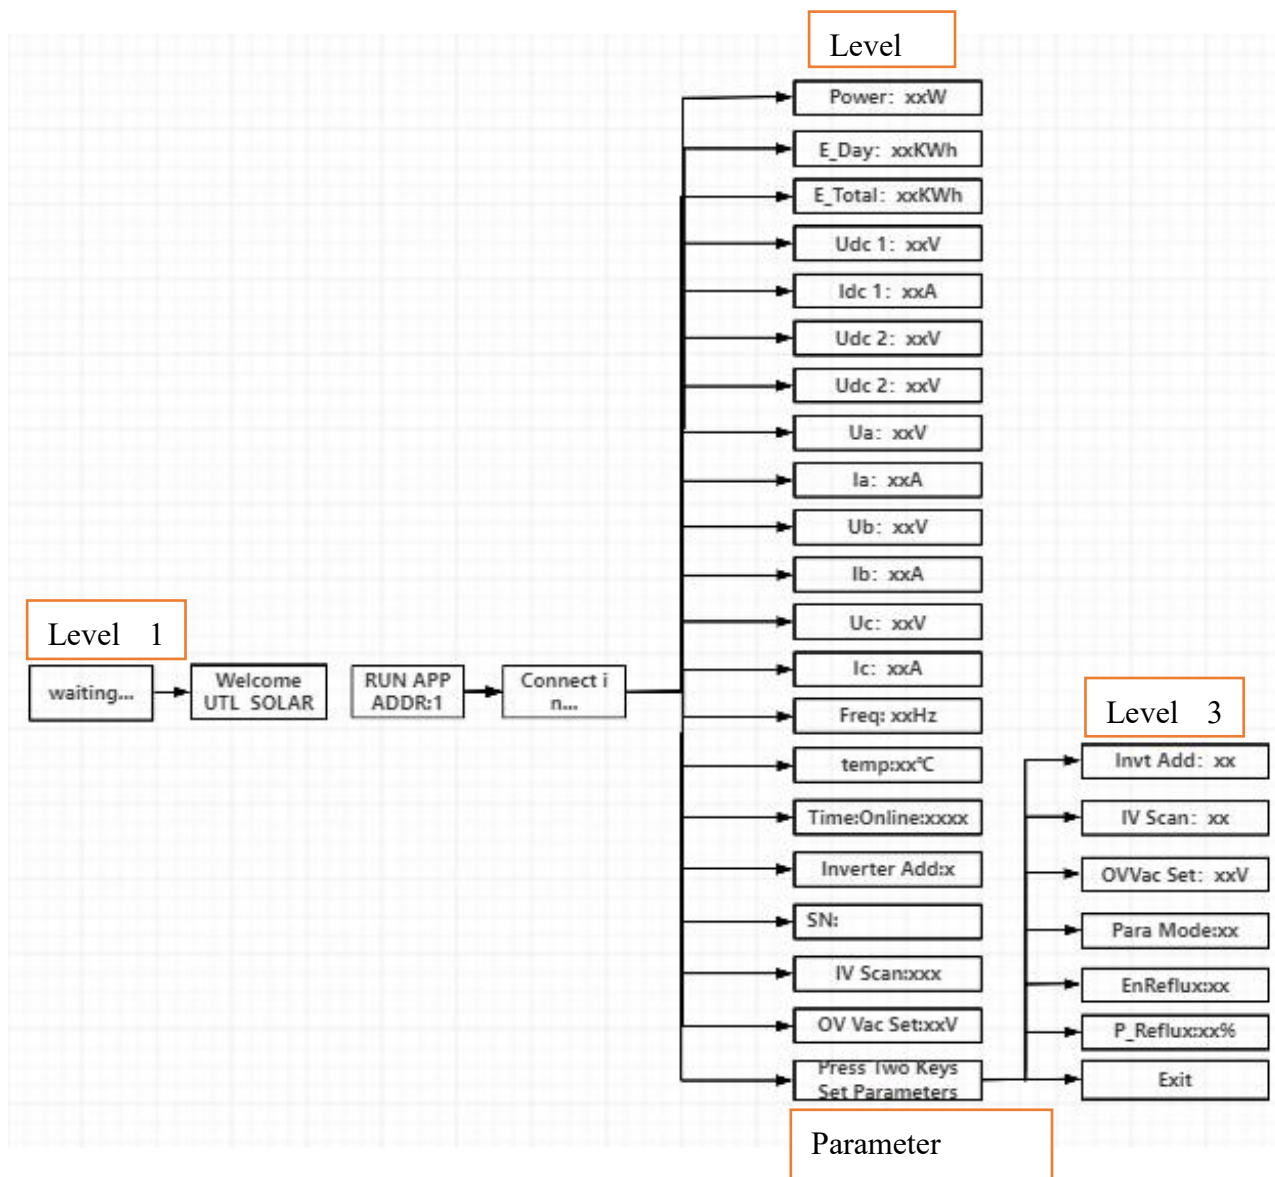 Level
Power: xxW
E_Day: xxKWh
E_Total: xxKWh
Udc 1: xxV
Idc 1: xxA
Udc 2: xxV
Udc 2: xxV
Ua: xxV
Ia: xxA
Ub: xxV
Ib: xxA
Uc: xxV
Ic: xxA
Freq: xxHz
temp:xx℃
Time:Online:xxxx
Inverter Add:x
SN:
IV Scan:xxx
OV Vac Set:xxV
Press Two Keys
Set Parameters
Parameter
Level 1
waiting...
Welcome
UTL SOLAR
RUN APP
ADDR:1
Connect i
n...
Level 3
Invt Add: xx
IV Scan: xx
OVVac Set: xxV
Para Mode:xx
EnReflux:xx
P_Reflux:xx%
Exit